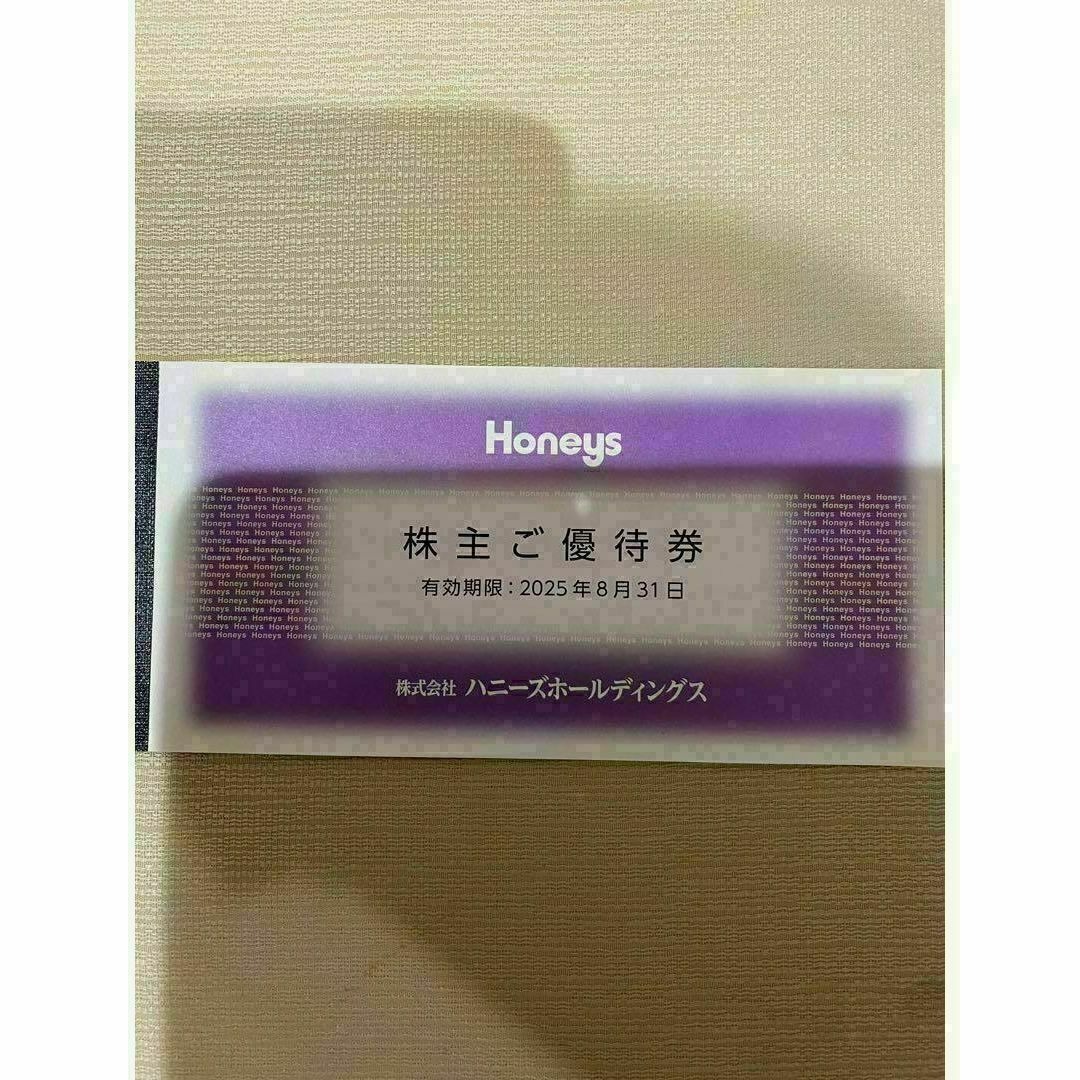 Honeys
株主ご優待券
有効期限:2025年8月31日
株式会社 ハニーズホールディングス